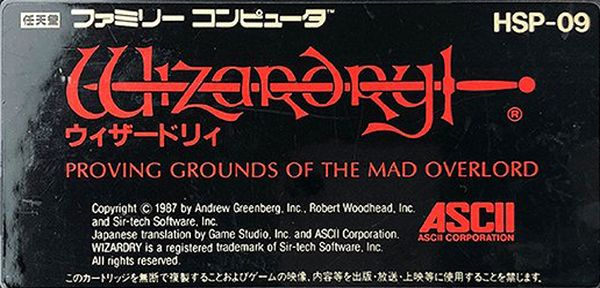 任天堂 ファミリー コンピュータ™ HSP-09
Wizardry®
ウィザードリィ
PROVING GROUNDS OF THE MAD OVERLORD
Copyright © 1987 by Andrew Greenberg, Inc., Robert Woodhead, Inc.
and Sir-tech Software, Inc.
Japanese translation by Game Studio, Inc. and ASCII Corporation.
WIZARDRY is a registered trademark of Sir-tech Software, Inc.
All rights reserved.
ASCII
ASCII CORPORATION
このカートリッジを無断で複製することおよびゲームの映像、内容等を出版・放送・上映等に使用することを禁じます。